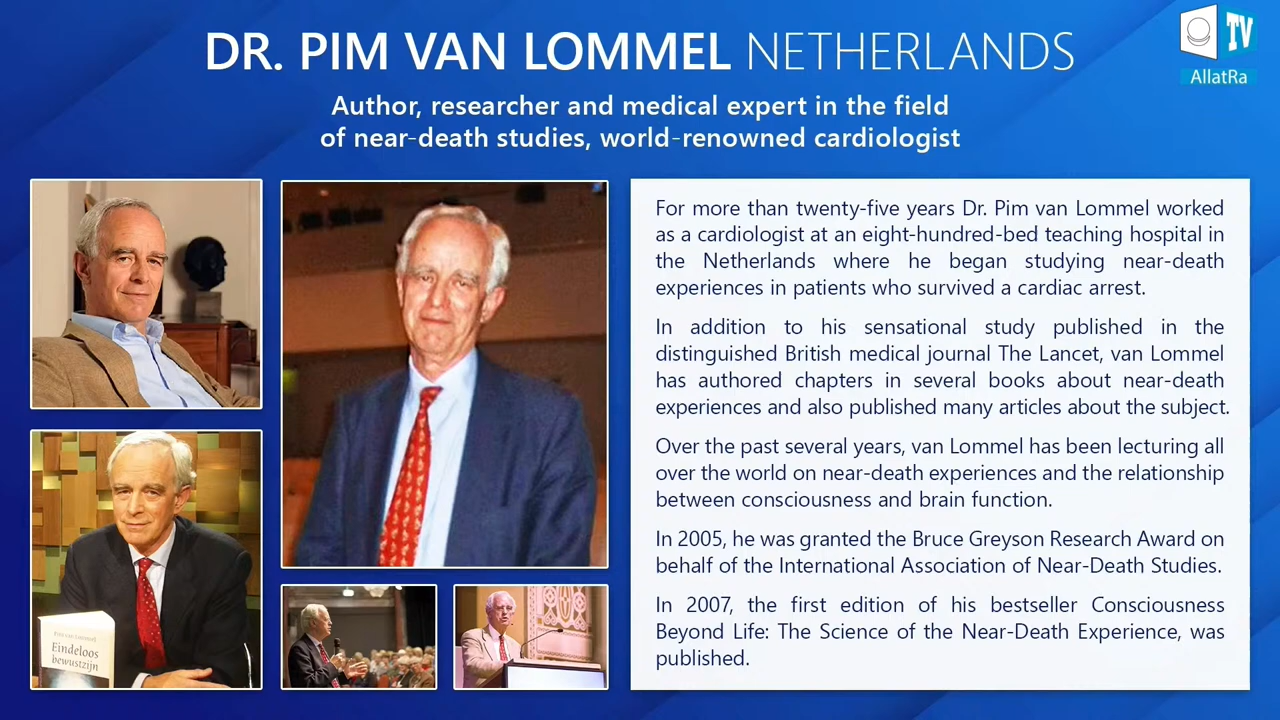 DR. PIM VAN LOMMEL NETHERLANDS
TV
AllatRa
Author, researcher and medical expert in the field
of near-death studies, world-renowned cardiologist
For more than twenty-five years Dr. Pim van Lommel worked
as a cardiologist at an eight-hundred-bed teaching hospital in
the Netherlands where he began studying near-death
experiences in patients who survived a cardiac arrest.
In addition to his sensational study published in the
distinguished British medical journal The Lancet, van Lommel
has authored chapters in several books about near-death
experiences and also published many articles about the subject.
Over the past several years, van Lommel has been lecturing all
over the world on near-death experiences and the relationship
between consciousness and brain function.
In 2005, he was granted the Bruce Greyson Research Award on
behalf of the International Association of Near-Death Studies.
In 2007, the first edition of his bestseller Consciousness
Beyond Life: The Science of the Near-Death Experience, was
published.
Pim van Lommel
Eindeloos
bewustzijn